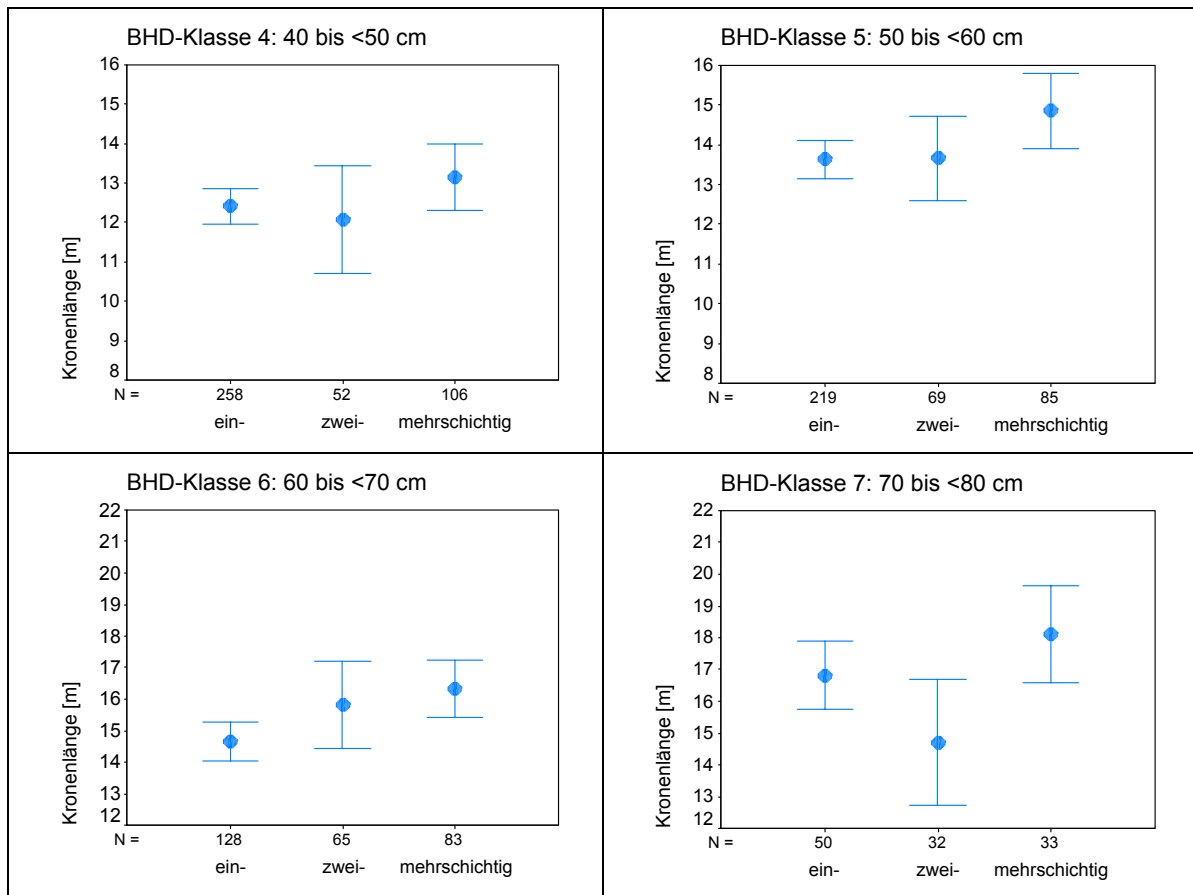 BHD-Klasse 4: 40 bis <50 cm
16
15
14
13
12
11
10
9
8
Kronenlänge [m]
N = 258 52 106
ein- zwei- mehrschichtig
BHD-Klasse 5: 50 bis <60 cm
16
15
14
13
12
11
10
9
8
Kronenlänge [m]
N = 219 69 85
ein- zwei- mehrschichtig
BHD-Klasse 6: 60 bis <70 cm
22
21
20
19
18
17
16
15
14
13
12
Kronenlänge [m]
N = 128 65 83
ein- zwei- mehrschichtig
BHD-Klasse 7: 70 bis <80 cm
22
21
20
19
18
17
16
15
14
13
12
Kronenlänge [m]
N = 50 32 33
ein- zwei- mehrschichtig